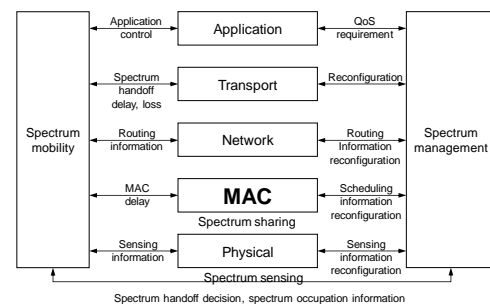 Application
control
Application
QoS
requirement
Spectrum
handoff
delay, loss
Transport
Reconfiguration
Spectrum
mobility
Routing
information
Network
Routing
Information
reconfiguration
Spectrum
management
MAC
delay
MAC
Scheduling
information
reconfiguration
Spectrum sharing
Sensing
information
Physical
Sensing
information
reconfiguration
Spectrum sensing
Spectrum handoff decision, spectrum occupation information